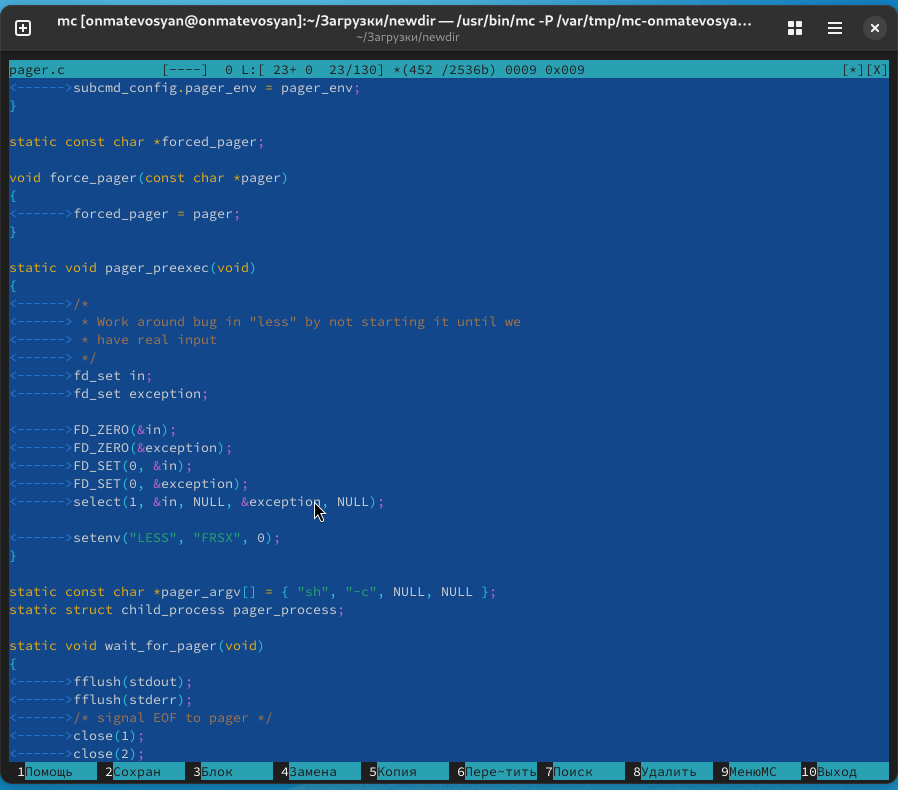 mc [onmatevosyan@onmatevosyan]:~/Загрузки/newdir — /usr/bin/mc -P /var/tmp/mc-onmatevosya…
~/Загрузки/newdir
pager.c [----] 0 L:[ 23+ 0 23/130] *(452 /2536b) 0009 0x009 [*][X]
<------>subcmd_config.pager_env = pager_env;
}
static const char *forced_pager;
void force_pager(const char *pager)
{
<------>forced_pager = pager;
}
static void pager_preexec(void)
{
<------>/*
<------> * Work around bug in "less" by not starting it until we
<------> * have real input
<------> */
<------>fd_set in;
<------>fd_set exception;
<------>FD_ZERO(&in);
<------>FD_ZERO(&exception);
<------>FD_SET(0, &in);
<------>FD_SET(0, &exception);
<------>select(1, &in, NULL, &exception, NULL);
<------>setenv("LESS", "FRSX", 0);
}
static const char *pager_argv[] = { "sh", "-c", NULL, NULL };
static struct child_process pager_process;
static void wait_for_pager(void)
{
<------>fflush(stdout);
<------>fflush(stderr);
<------>/* signal EOF to pager */
<------>close(1);
<------>close(2);
1Помощь 2Сохран 3Блок 4Замена 5Копия 6Пере~тить 7Поиск 8Удалить 9МенюМС 10Выход